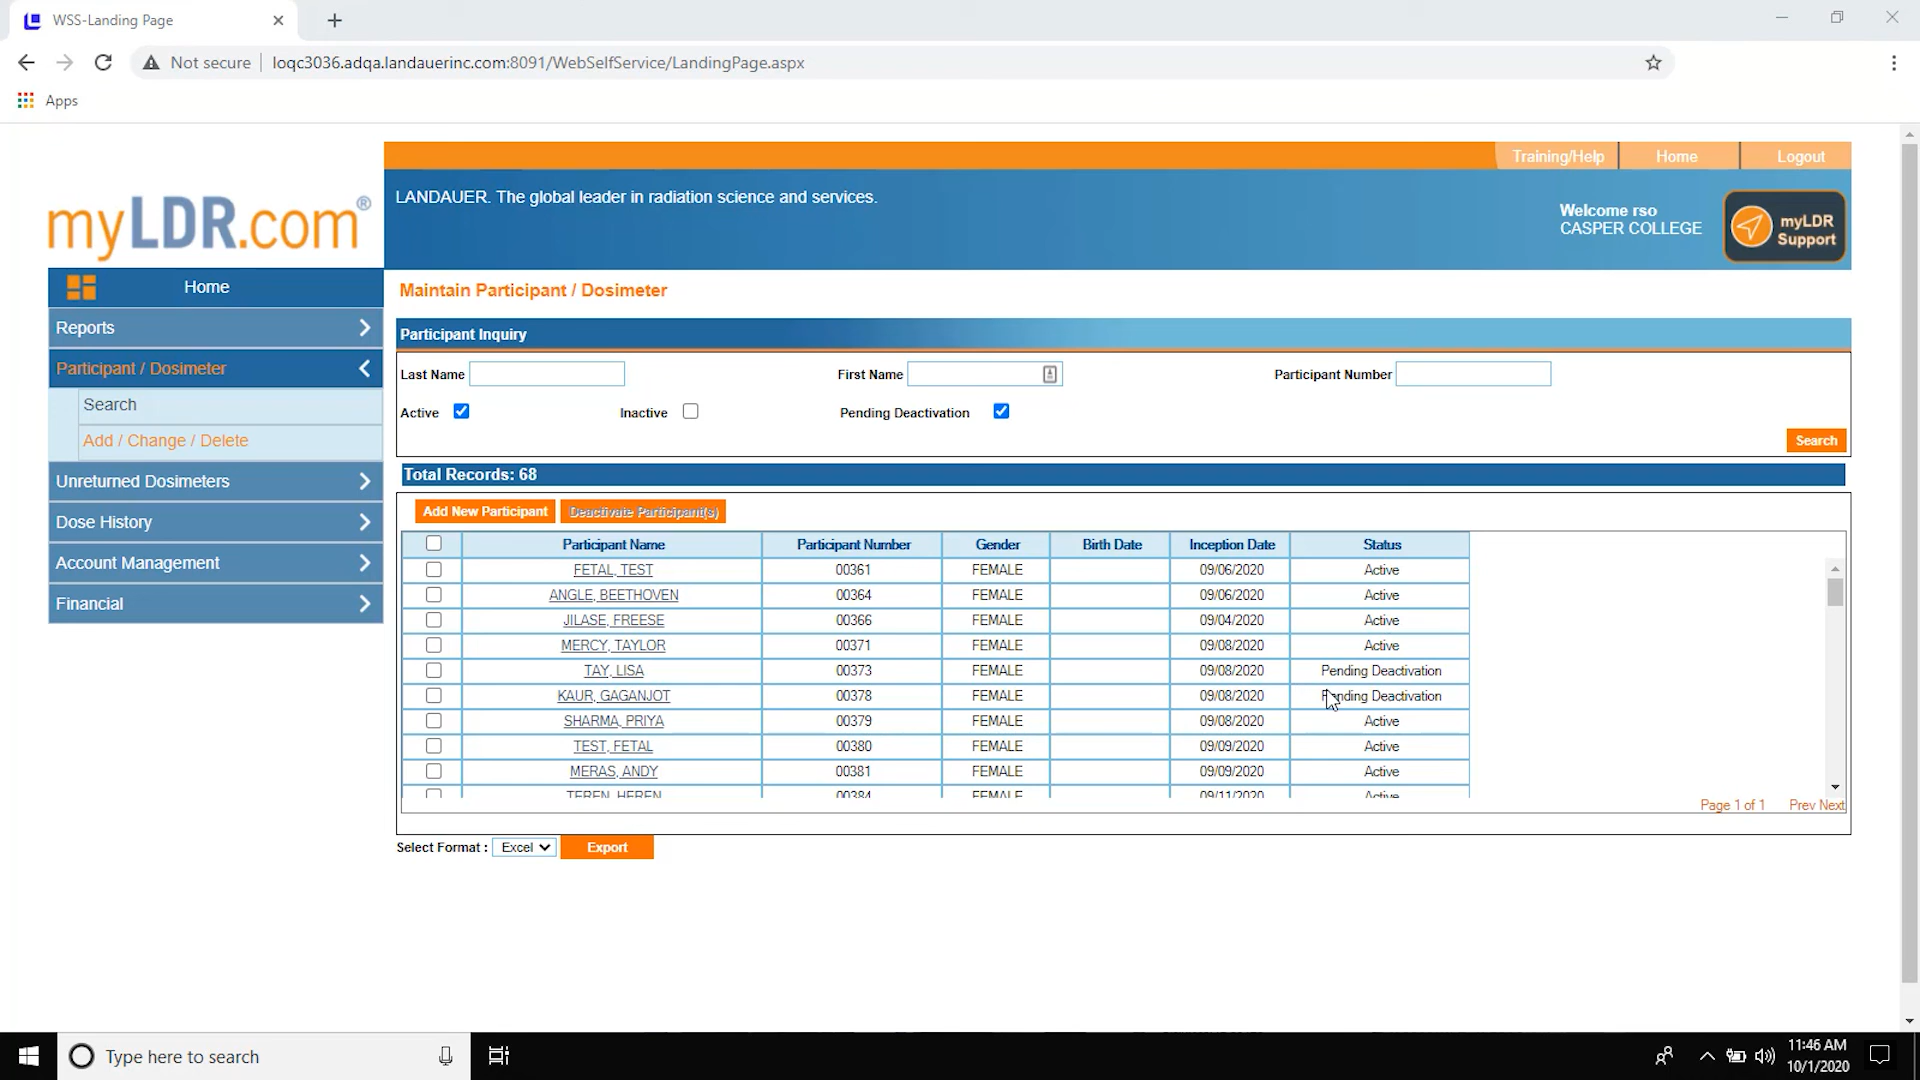 WSS-Landing Page
Not secure loqc3036.adqa.landauerinc.com:8091/WebSelfService/LandingPage.aspx
Apps
Training/Help Home Logout
myLDR.com®
LANDAUER. The global leader in radiation science and services.
Welcome rso
CASPER COLLEGE
myLDR
Support
Home
Reports
Participant / Dosimeter
Search
Add / Change / Delete
Unreturned Dosimeters
Dose History
Account Management
Financial
Maintain Participant / Dosimeter
Participant Inquiry
Last Name First Name Participant Number
Active Inactive Pending Deactivation
Search
Total Records: 68
Add New Participant Deactivate Participant(s)
Participant Name Participant Number Gender Birth Date Inception Date Status
FETAL, TEST 00361 FEMALE 09/06/2020 Active
ANGLE, BEETHOVEN 00364 FEMALE 09/06/2020 Active
JILASE, FREESE 00366 FEMALE 09/04/2020 Active
MERCY, TAYLOR 00371 FEMALE 09/08/2020 Active
TAY, LISA 00373 FEMALE 09/08/2020 Pending Deactivation
KAUR, GAGANJOT 00378 FEMALE 09/08/2020 Pending Deactivation
SHARMA, PRIYA 00379 FEMALE 09/08/2020 Active
TEST, FETAL 00380 FEMALE 09/09/2020 Active
MERAS, ANDY 00381 FEMALE 09/09/2020 Active
TEREN, HEREN 00384 FEMALE 09/11/2020 Active
Page 1 of 1 Prev Next
Select Format : Excel Export
Type here to search
11:46 AM
10/1/2020